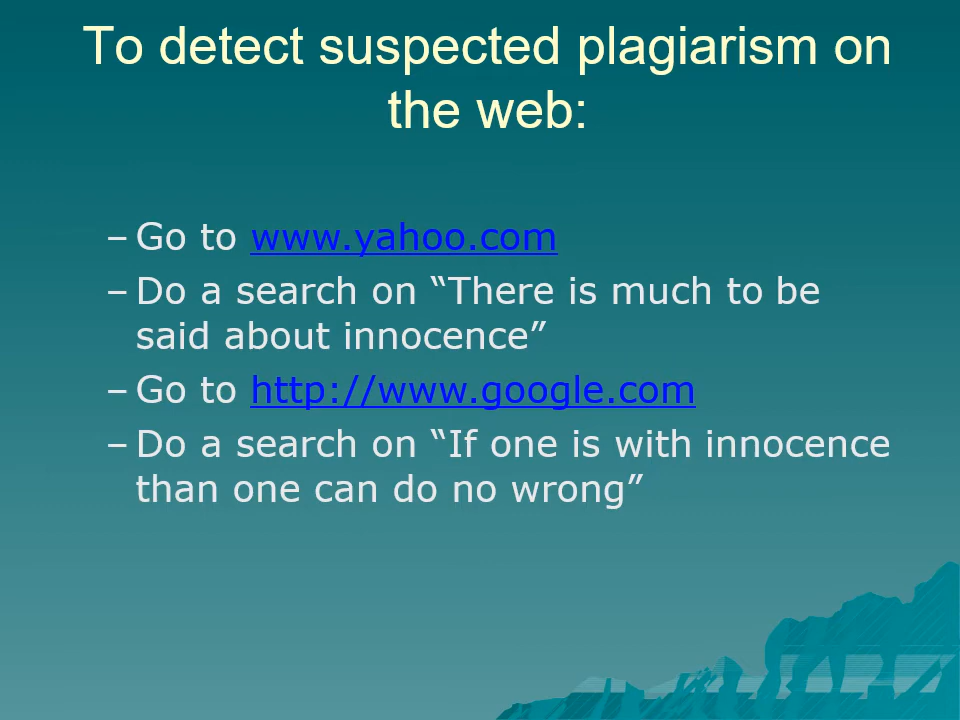 To detect suspected plagiarism on
the web:
– Go to www.yahoo.com
– Do a search on “There is much to be
said about innocence”
– Go to http://www.google.com
– Do a search on “If one is with innocence
than one can do no wrong”